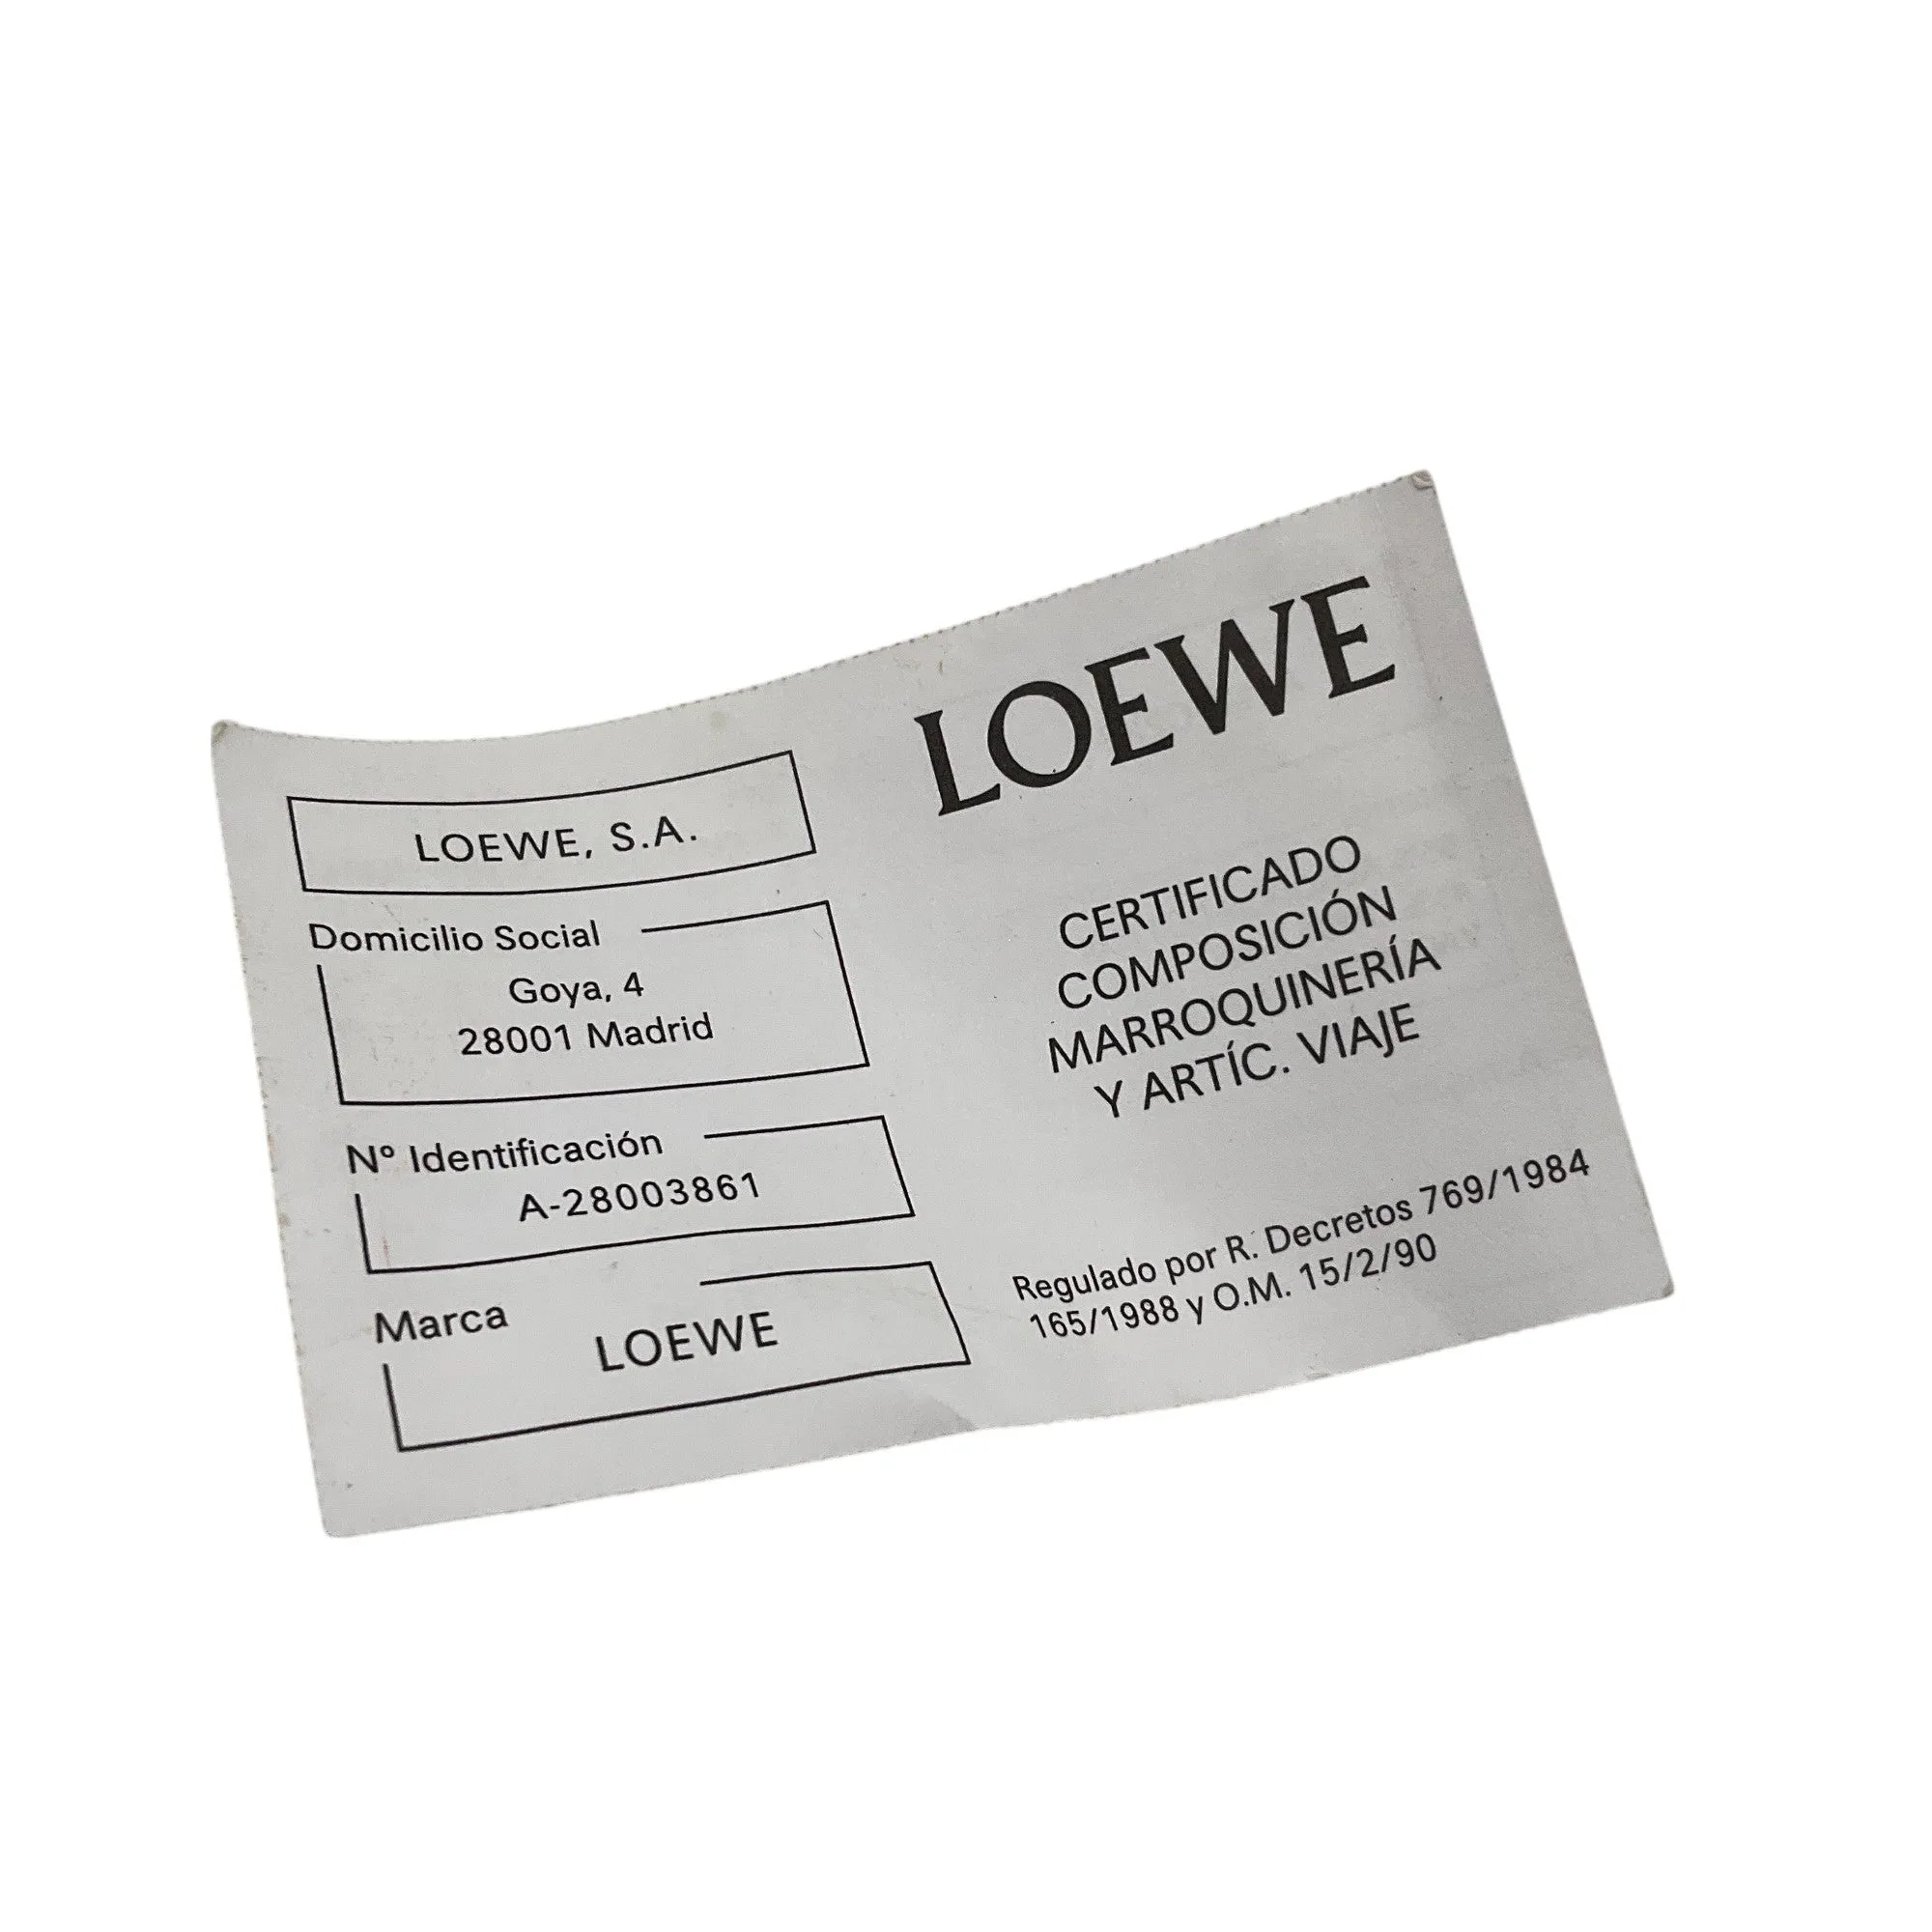 LOEWE, S.A.
Domicilio Social
Goya, 4
28001 Madrid
Nº Identificación
A-28003861
Marca
LOEWE
LOEWE
CERTIFICADO
COMPOSICIÓN
MARROQUINERÍA
Y ARTÍC. VIAJE
Regulado por R. Decretos 769/1984
165/1988 y O.M. 15/2/90